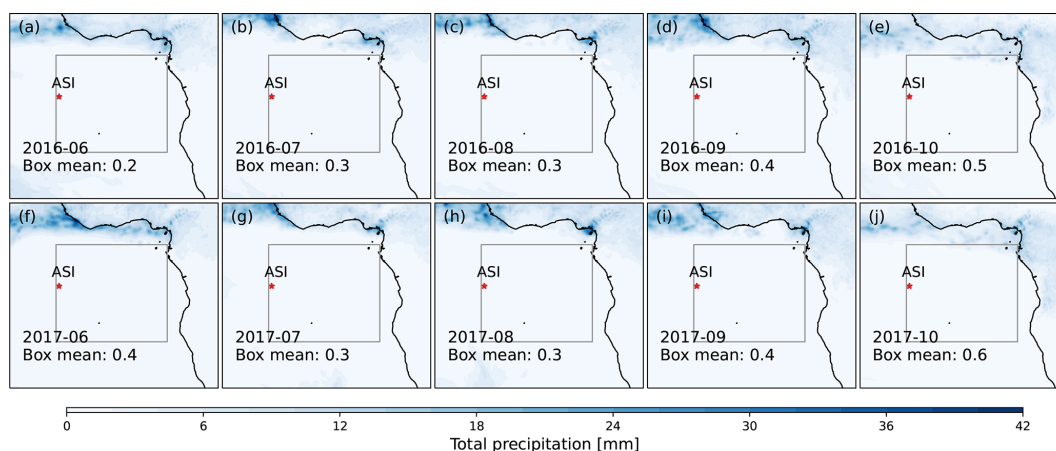 (a)
ASI
2016-06
Box mean: 0.2
(b)
ASI
2016-07
Box mean: 0.3
(c)
ASI
2016-08
Box mean: 0.3
(d)
ASI
2016-09
Box mean: 0.4
(e)
ASI
2016-10
Box mean: 0.5
(f)
ASI
2017-06
Box mean: 0.4
(g)
ASI
2017-07
Box mean: 0.3
(h)
ASI
2017-08
Box mean: 0.3
(i)
ASI
2017-09
Box mean: 0.4
(j)
ASI
2017-10
Box mean: 0.6
0 6 12 18 24 30 36 42
Total precipitation [mm]